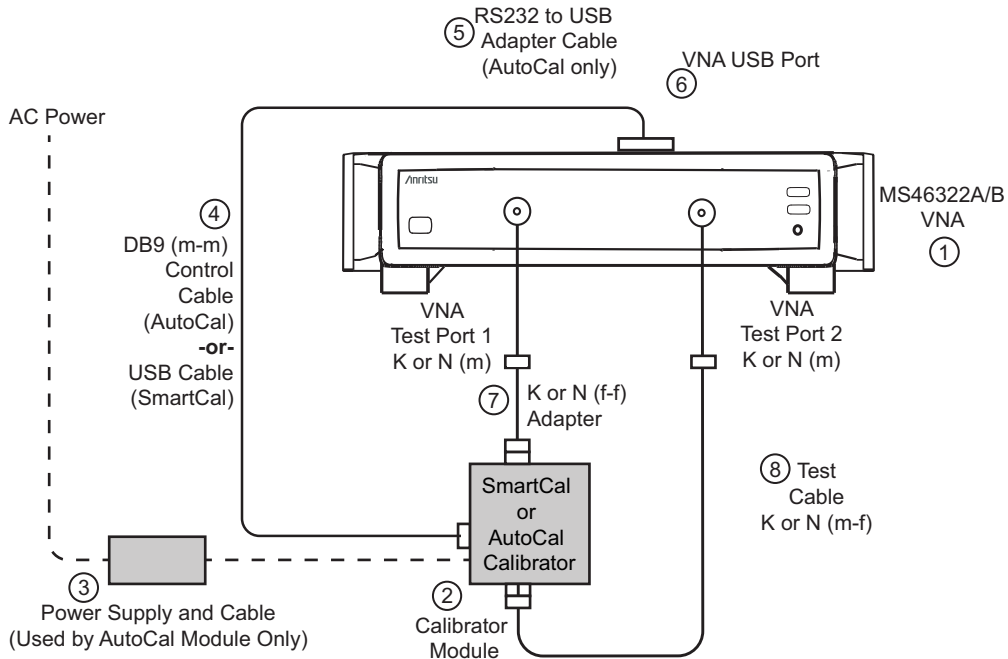 5
RS232 to USB
Adapter Cable
(AutoCal only)
VNA USB Port
6
AC Power
Anritsu
MS46322A/B
VNA
1
4
DB9 (m-m)
Control
Cable
(AutoCal)
-or-
USB Cable
(SmartCal)
VNA
Test Port 1
K or N (m)
VNA
Test Port 2
K or N (m)
7
K or N (f-f)
Adapter
8
Test
Cable
K or N (m-f)
SmartCal
or
AutoCal
Calibrator
3
Power Supply and Cable
(Used by AutoCal Module Only)
2
Calibrator
Module